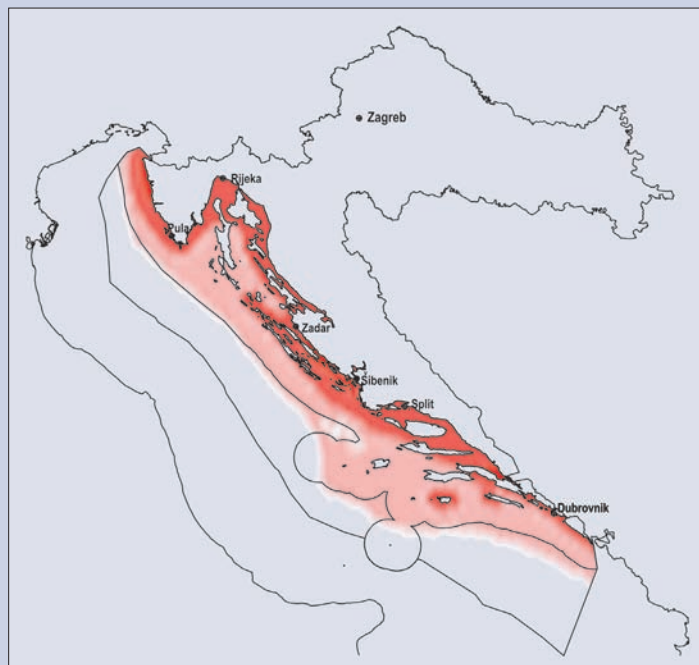 Zagreb
Rijeka
Pula
Zadar
Šibenik
Split
Dubrovnik